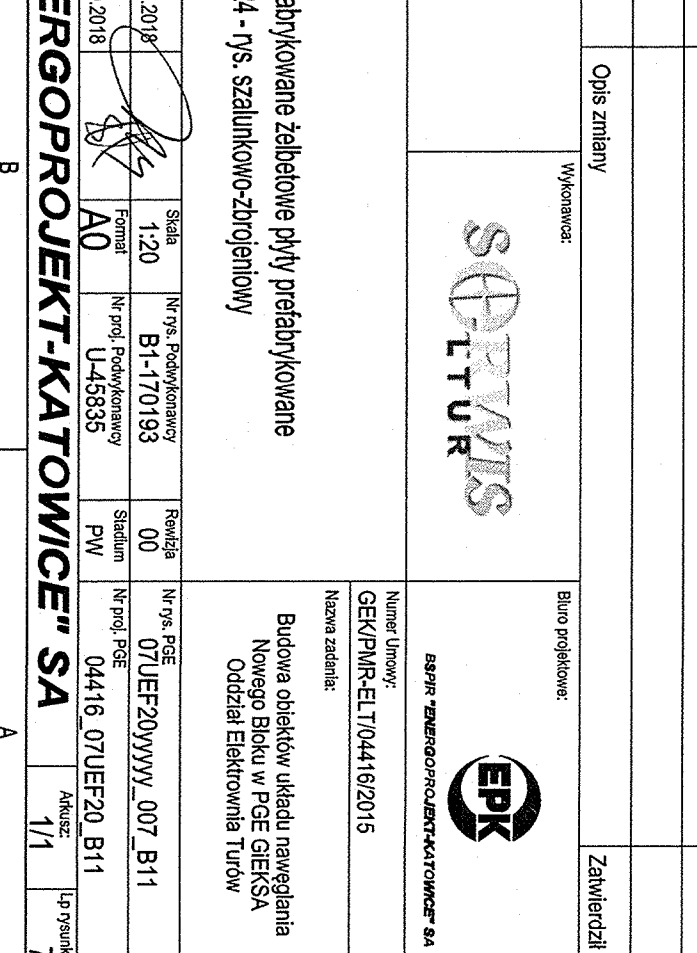 Opis zmiany
Zatwierdził
Wykonawca:
SERWIS
LTUR
Biuro projektowe:
EPK
BSPiR "ENERGOPROJEKT-KATOWICE" SA
Numer Umowy:
GEK/PMR-ELT/04416/2015
Nazwa zadania:
Budowa obiektów układu nawęglania
Nowego Bloku w PGE GiEKSA
Oddział Elektrownia Turów
abrykowane żelbetowe płyty prefabrykowane
4 - rys. szalunkowo-zbrojeniowy
.2018
Skala
1:20
Nr rys. Podwykonawcy
B1-170193
Rewizja
00
Nr rys. PGE
07UEF20yyyyy_007_B11
.2018
Format
A0
Nr proj. Podwykonawcy
U-45835
Stadium
PW
Nr proj. PGE
04416_07UEF20_B11
ERGOPROJEKT-KATOWICE" SA
Arkusz:
1/1
Lp rysunk
B
A